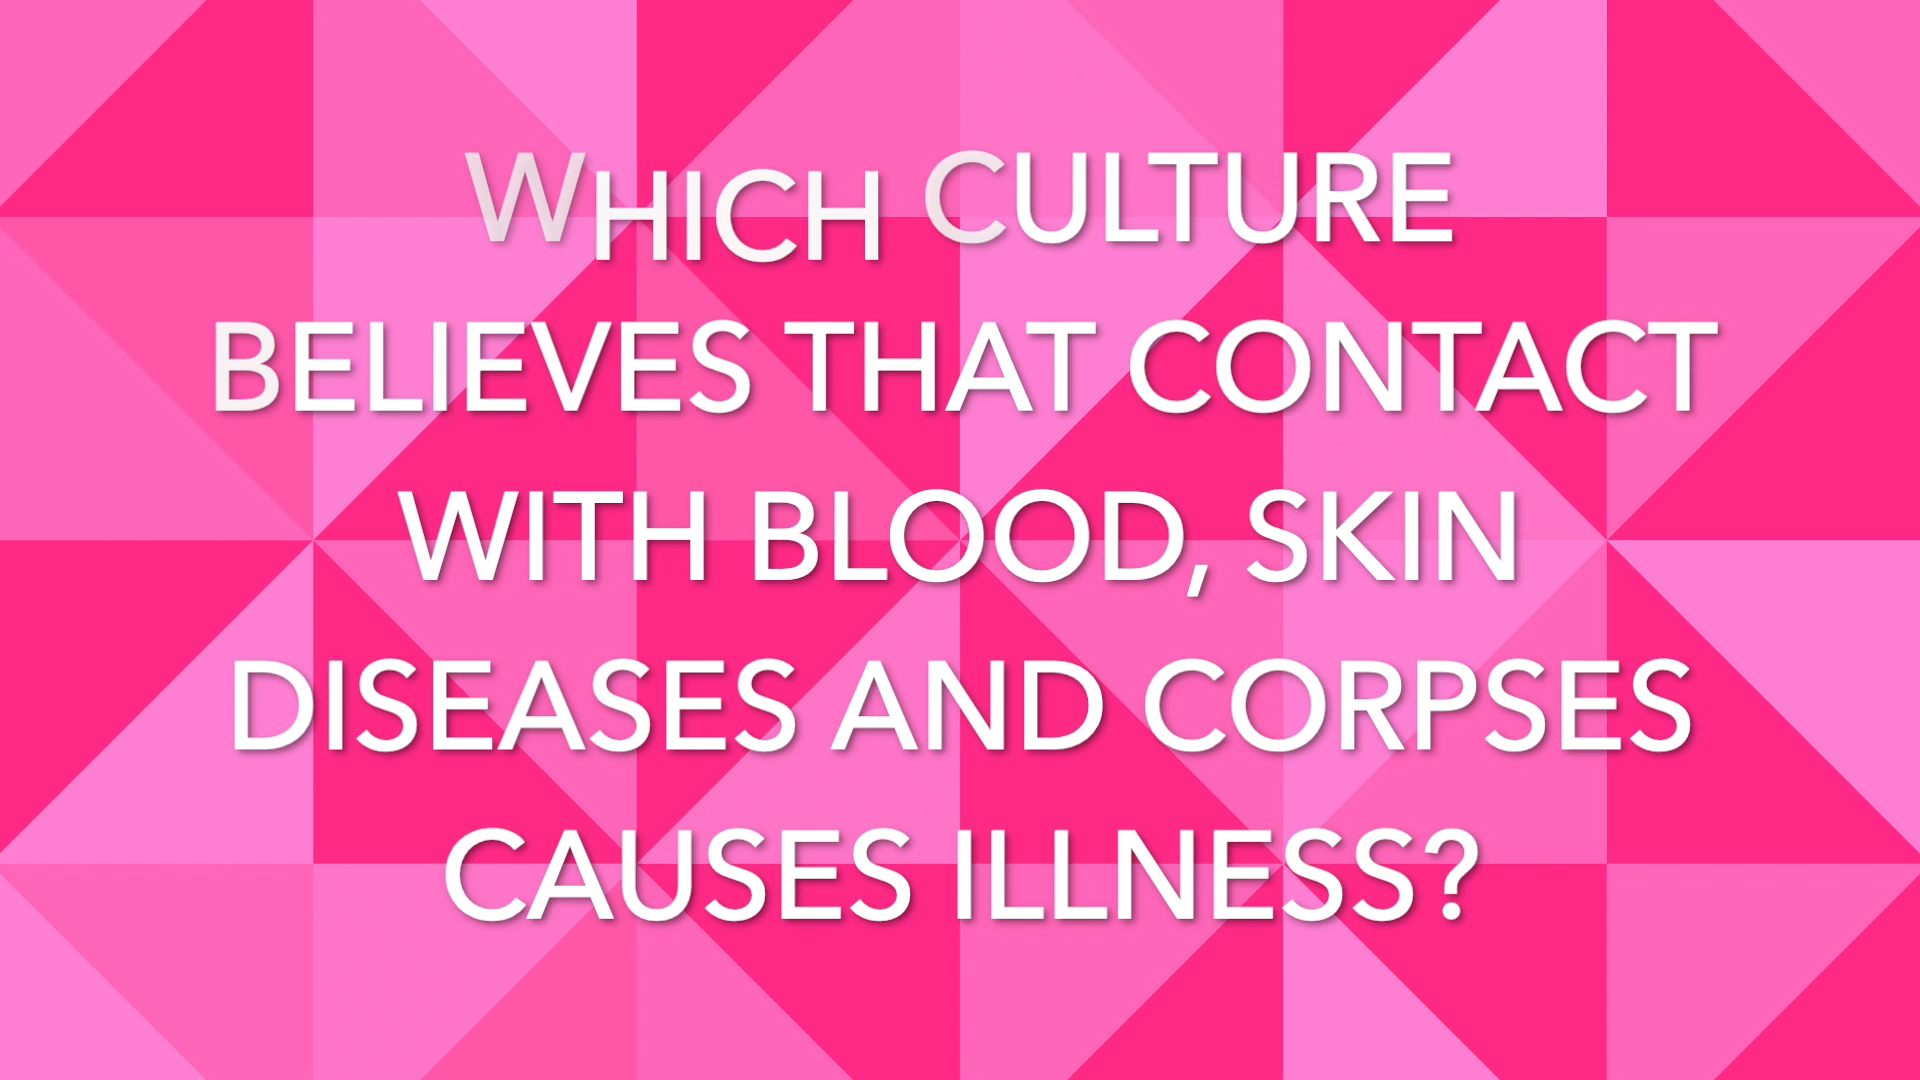 WHICH CULTURE
BELIEVES THAT CONTACT
WITH BLOOD, SKIN
DISEASES AND CORPSES
CAUSES ILLNESS?